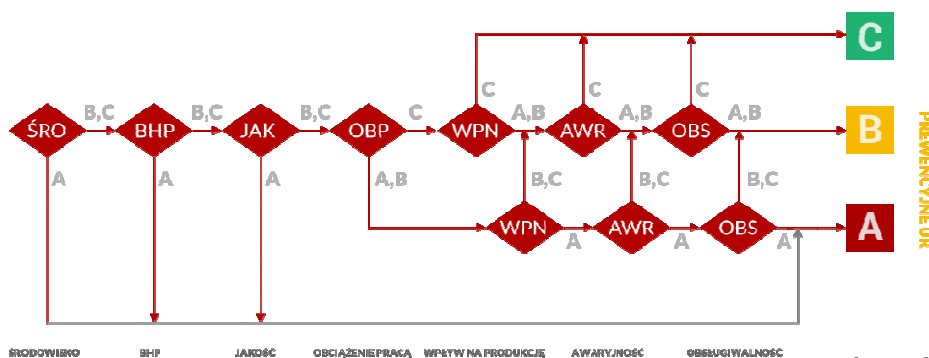 C
C C C
B,C B,C B,C C A,B A,B A,B
ŚRO BHP JAK OBP WPN AWR OBS B
A A A A,B B,C B,C B,C
WPN AWR OBS A
A A A
PREWENCYJNE UR
ŚRODOWISKO BHP JAKOŚĆ OBCIĄŻENIE PRACĄ WPŁYW NA PRODUKCJĘ AWARYJNOŚĆ OBSŁUGIWALNOŚĆ